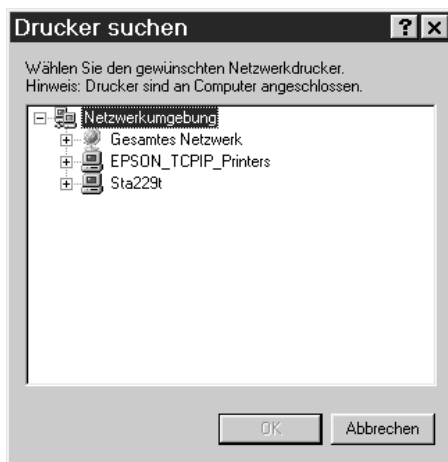 Drucker suchen
Wählen Sie den gewünschten Netzwerkdrucker.
Hinweis: Drucker sind an Computer angeschlossen.
Netzwerkumgebung
Gesamtes Netzwerk
EPSON_TCPIP_Printers
Sta229t
OK
Abbrechen